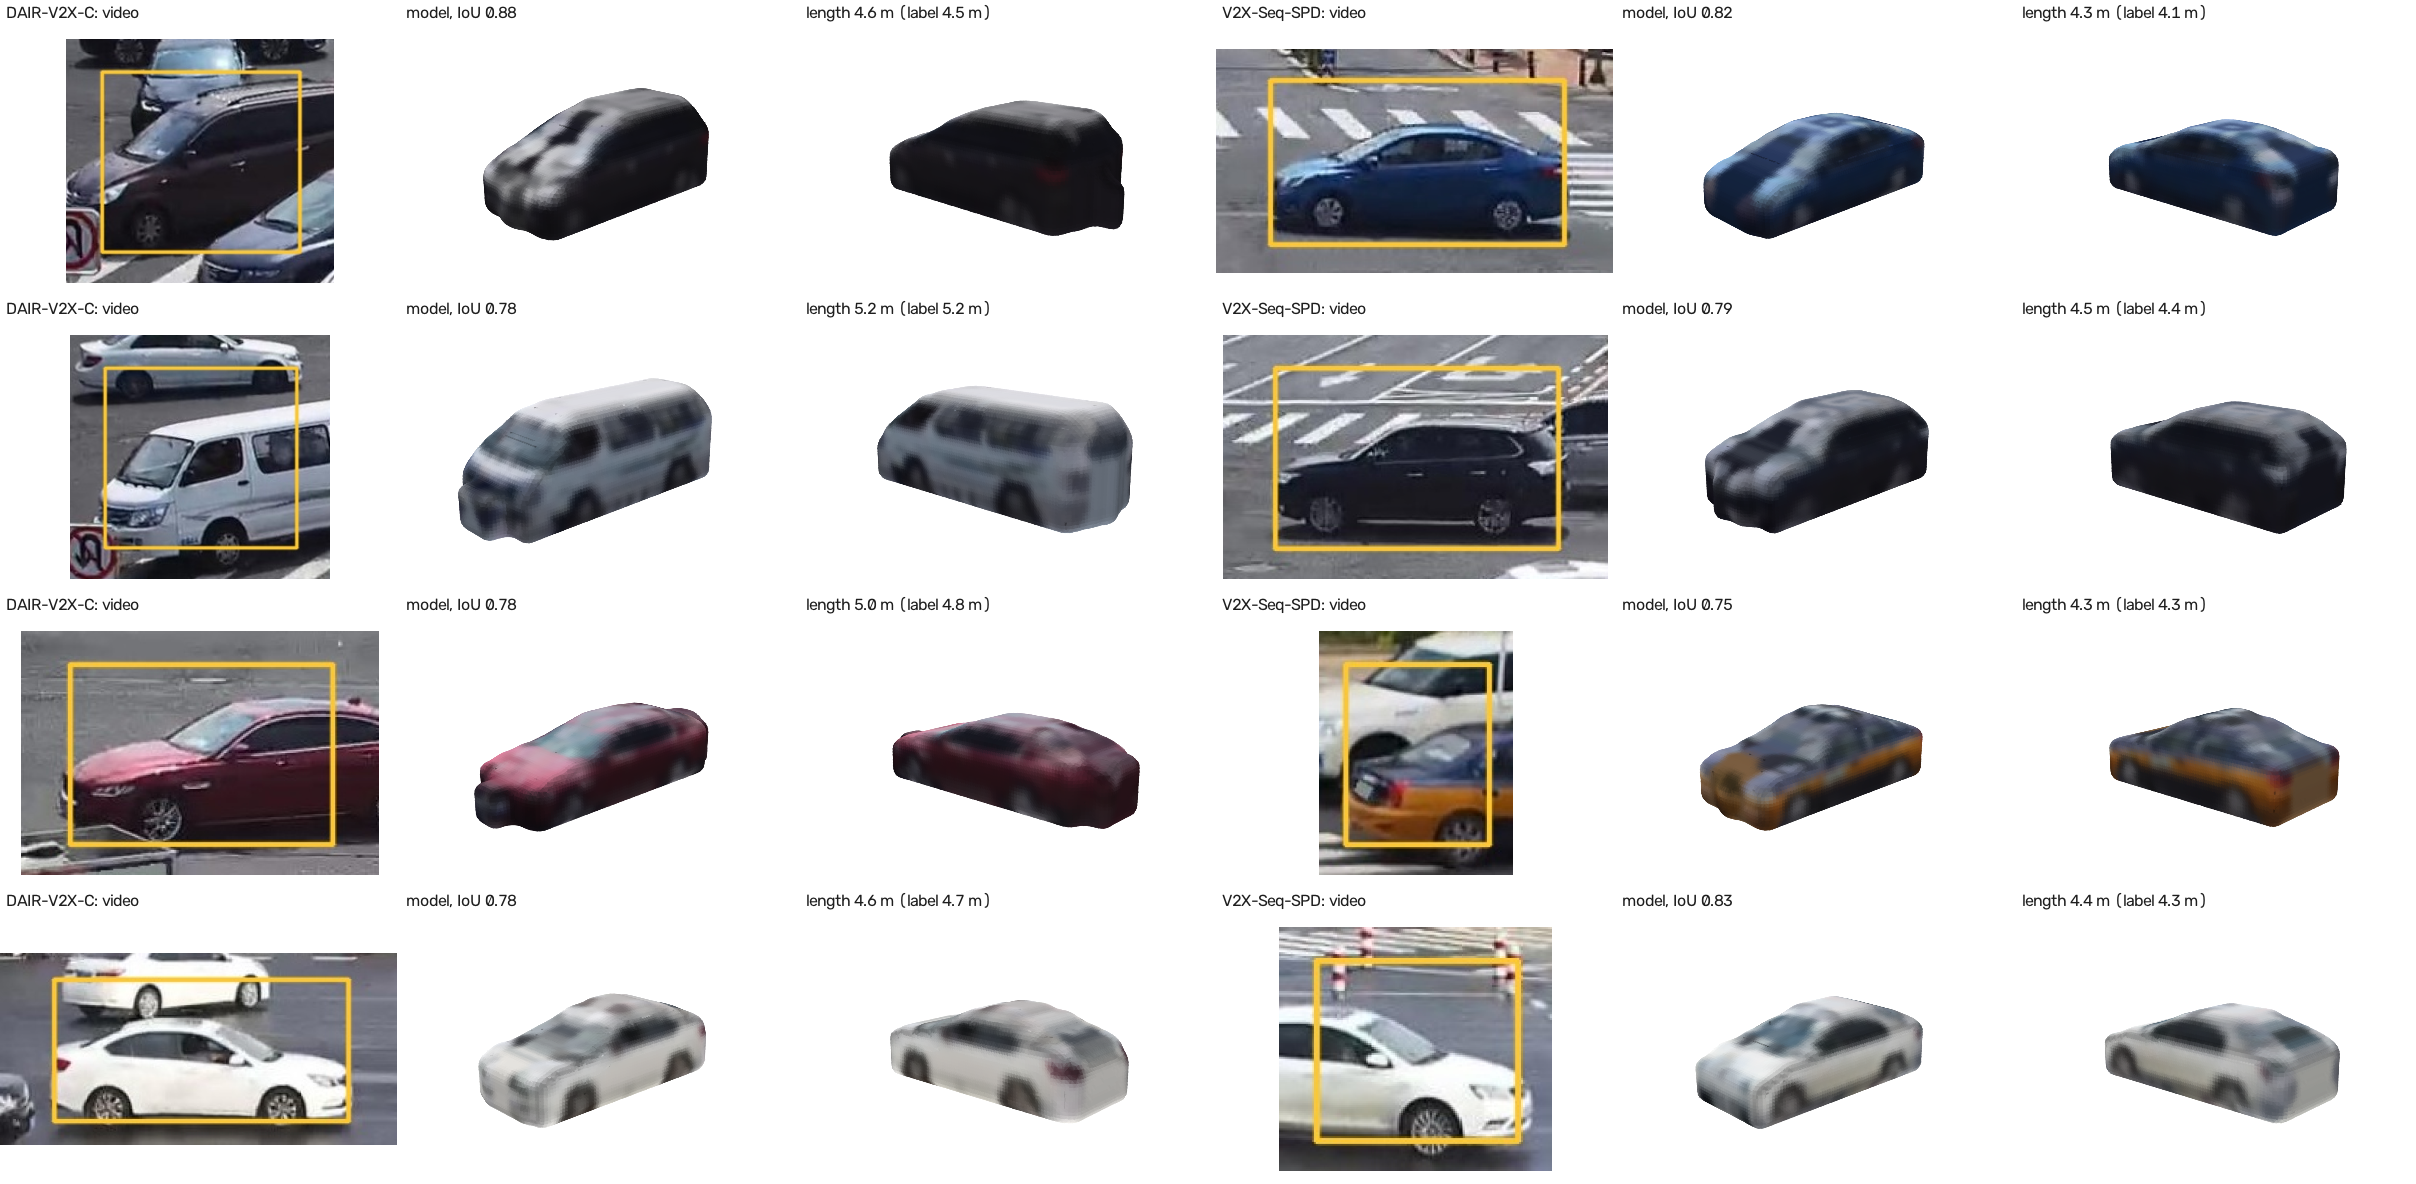 DAIR-V2X-C: video model, IoU 0.88 length 4.6 m (label 4.5 m) V2X-Seq-SPD: video model, IoU 0.82 length 4.3 m (label 4.1 m)
DAIR-V2X-C: video model, IoU 0.78 length 5.2 m (label 5.2 m) V2X-Seq-SPD: video model, IoU 0.79 length 4.5 m (label 4.4 m)
DAIR-V2X-C: video model, IoU 0.78 length 5.0 m (label 4.8 m) V2X-Seq-SPD: video model, IoU 0.75 length 4.3 m (label 4.3 m)
DAIR-V2X-C: video model, IoU 0.78 length 4.6 m (label 4.7 m) V2X-Seq-SPD: video model, IoU 0.83 length 4.4 m (label 4.3 m)